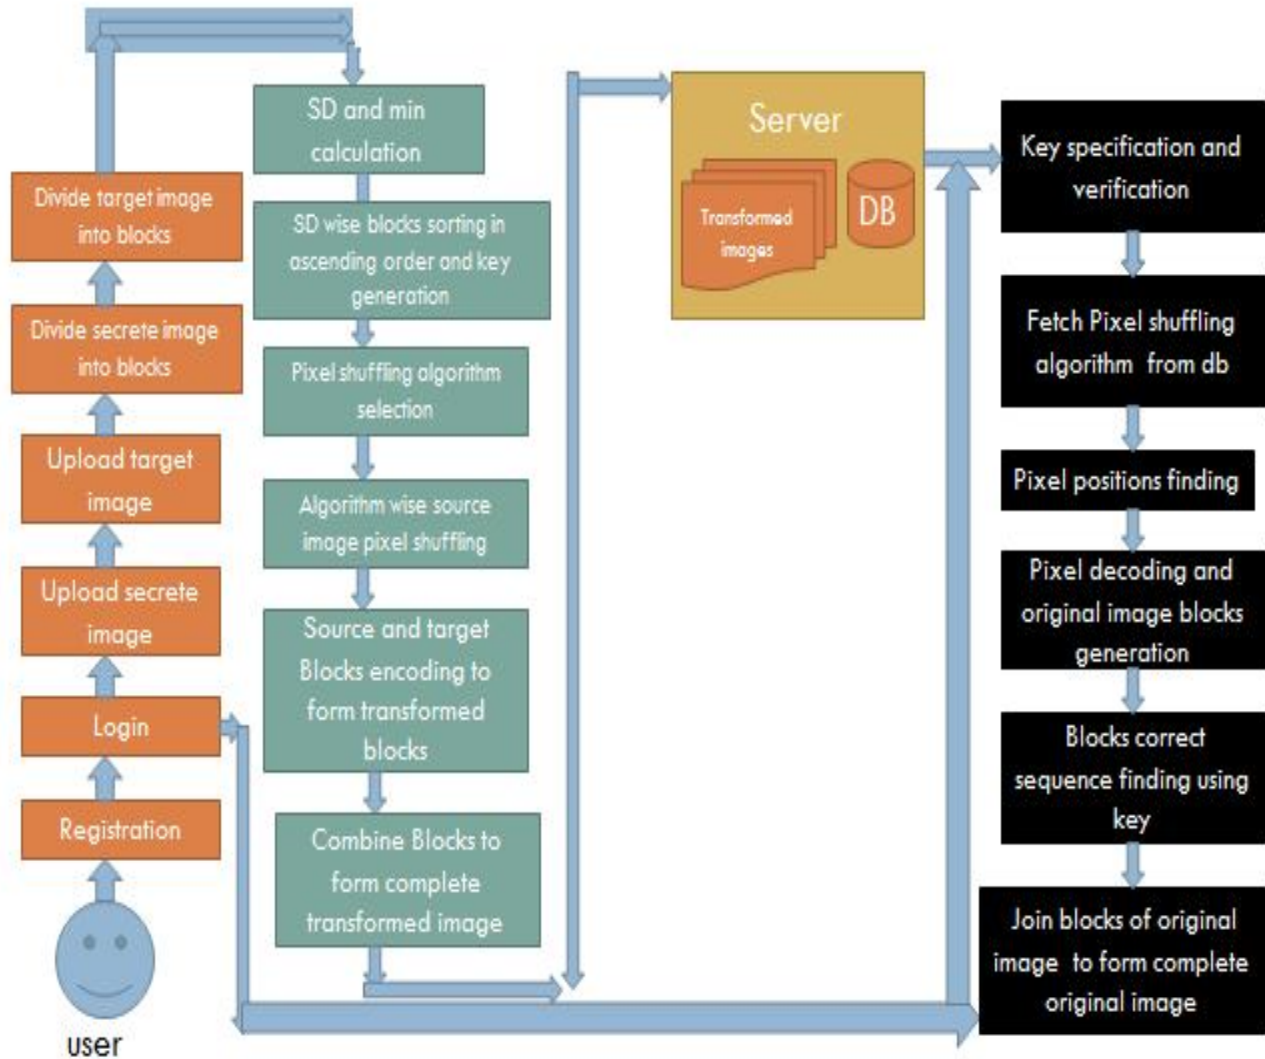 SD and min
calculation
Divide target image
into blocks
SD wise blocks sorting in
ascending order and key
generation
Divide secrete image
into blocks
Pixel shuffling algorithm
selection
Upload target
image
Algorithm wise source
image pixel shuffling
Upload secrete
image
Source and target
Blocks encoding to
form transformed
blocks
Login
Registration
Combine Blocks to
form complete
transformed image
user
Server
Transformed
images
DB
Key specification and
verification
Fetch Pixel shuffling
algorithm from db
Pixel positions finding
Pixel decoding and
original image blocks
generation
Blocks correct
sequence finding using
key
Join blocks of original
image to form complete
original image